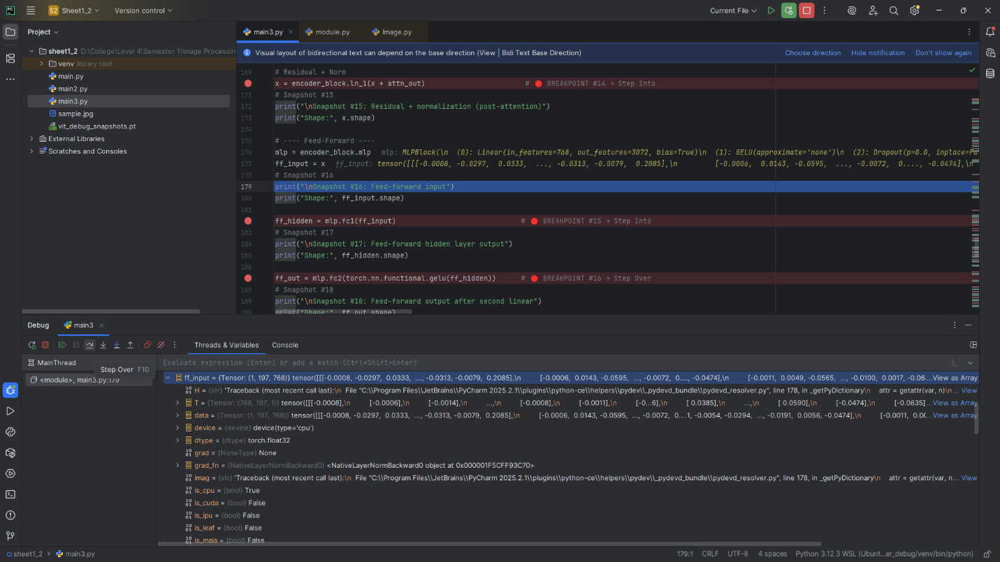 S2 Sheet1_2 Version control Current File
Project
main3.py module.py Image.py
Visual layout of bidirectional text can depend on the base direction (View | Bidi Text Base Direction) Choose direction Hide notification Don't show again
sheet1_2 D:\College\Level 4\Semester 1\Image Processin
venv library root
main.py
main2.py
main3.py
sample.jpg
vit_debug_snapshots.pt
External Libraries
Scratches and Consoles
169 # Residual + Norm
x = encoder_block.ln_1(x + attn_out) # 🔴 BREAKPOINT #14 → Step Into
171 # Snapshot #15
172 print("\nSnapshot #15: Residual + normalization (post-attention)")
173 print("Shape:", x.shape)
174
175 # ---- Feed-Forward ----
176 mlp = encoder_block.mlp mlp: MLPBlock(\n (0): Linear(in_features=768, out_features=3072, bias=True)\n (1): GELU(approximate='none')\n (2): Dropout(p=0.0, inplace=
177 ff_input = x ff_input: tensor([[[-0.0008, -0.0297, 0.0333, ..., -0.0313, -0.0079, 0.2085],\n [-0.0006, 0.0143, -0.0595, ..., -0.0072, 0...., -0.0474],\n
178 # Snapshot #16
179 print("\nSnapshot #16: Feed-forward input")
180 print("Shape:", ff_input.shape)
181
ff_hidden = mlp.fc1(ff_input) # 🔴 BREAKPOINT #15 → Step Into
183 # Snapshot #17
184 print("\nSnapshot #17: Feed-forward hidden layer output")
185 print("Shape:", ff_hidden.shape)
186
ff_out = mlp.fc2(torch.nn.functional.gelu(ff_hidden)) # 🔴 BREAKPOINT #16 → Step Over
188 # Snapshot #18
189 print("\nSnapshot #18: Feed-forward output after second linear")
190 print("Shape:", ff_out.shape)
Debug main3
Threads & Variables Console
MainThread
Evaluate expression (Enter) or add a watch (Ctrl+Shift+Enter)
Step Over F10
<module>, main3.py:179
ff_input = {Tensor: (1, 197, 768)} tensor([[[-0.0008, -0.0297, 0.0333, ..., -0.0313, -0.0079, 0.2085],\n [-0.0006, 0.0143, -0.0595, ..., -0.0072, 0...., -0.0474],\n [-0.0011, 0.0049, -0.0565, ..., -0.0100, 0.0017, -0.06...View as Array
H = {str} 'Traceback (most recent call last):\n File "C:\\Program Files\\JetBrains\\PyCharm 2025.2.1\\plugins\\python-ce\\helpers\\pydev\\_pydevd_bundle\\pydevd_resolver.py", line 178, in _getPyDictionary\n attr = getattr(var, n)\n ... View
T = {Tensor: (768, 197, 1)} tensor([[[-0.0008],\n [-0.0006],\n [-0.0014],\n ...,\n [-0.0008],\n [-0.0011],\n [-0...6],\n [ 0.0385],\n ...,\n [ 0.0590],\n [-0.0474],\n [-0.0635]...View as Array
data = {Tensor: (1, 197, 768)} tensor([[[-0.0008, -0.0297, 0.0333, ..., -0.0313, -0.0079, 0.2085],\n [-0.0006, 0.0143, -0.0595, ..., -0.0072, 0....1, -0.0054, -0.0294, ..., -0.0191, 0.0056, -0.0474],\n [-0.0011, 0.00...View as Array
device = {device} device(type='cpu')
dtype = {dtype} torch.float32
grad = {NoneType} None
grad_fn = {NativeLayerNormBackward0} <NativeLayerNormBackward0 object at 0x000001F5CFF93C70>
imag = {str} 'Traceback (most recent call last):\n File "C:\\Program Files\\JetBrains\\PyCharm 2025.2.1\\plugins\\python-ce\\helpers\\pydev\\_pydevd_bundle\\pydevd_resolver.py", line 178, in _getPyDictionary\n attr = getattr(var, n... View
is_cpu = {bool} True
is_cuda = {bool} False
is_ipu = {bool} False
is_leaf = {bool} False
is_maia = {bool} False
sheet1_2 main3.py 179:1 CRLF UTF-8 4 spaces Python 3.12.3 WSL (Ubunt...er_debug/venv/bin/python)